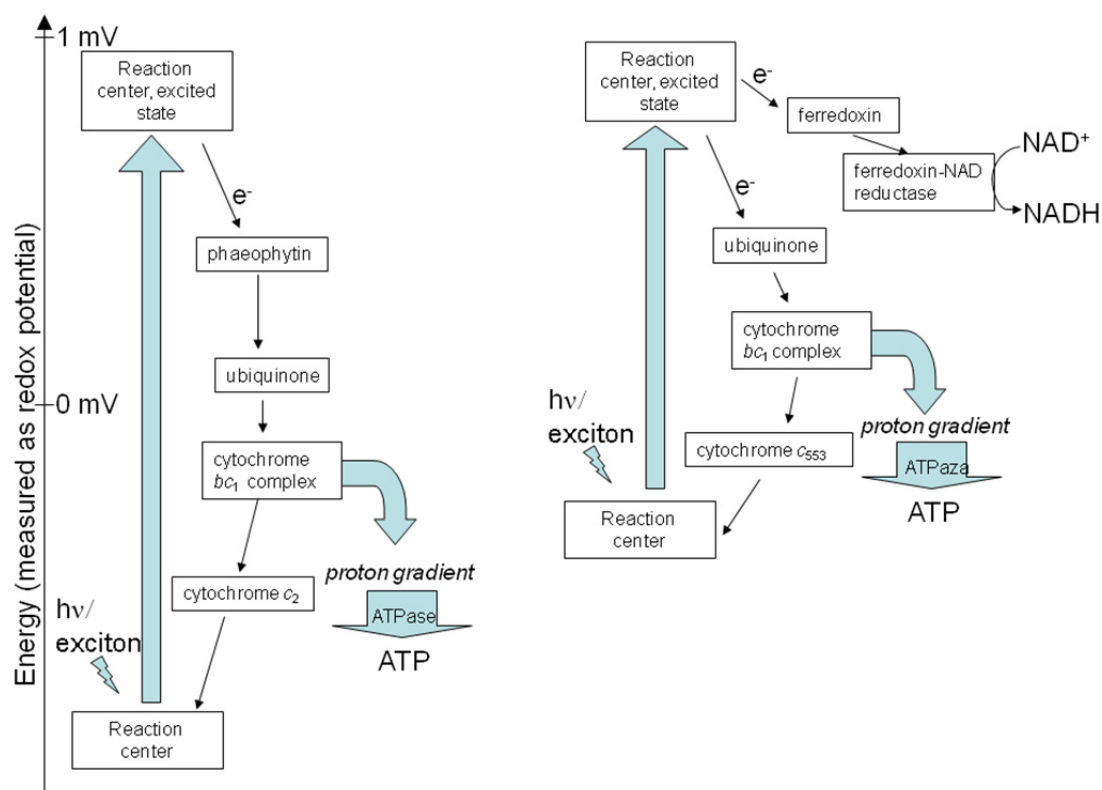 Energy (measured as redox potential)
1 mV
0 mV
Reaction
center, excited
state
e⁻
phaeophytin
ubiquinone
cytochrome
bc₁ complex
proton gradient
ATPase
ATP
cytochrome c₂
hν/
exciton
Reaction
center
Reaction
center, excited
state
e⁻
ferredoxin
ferredoxin-NAD
reductase
NAD⁺
NADH
e⁻
ubiquinone
cytochrome
bc₁ complex
proton gradient
ATPaza
ATP
hν/
exciton
cytochrome c₅₅₃
Reaction
center